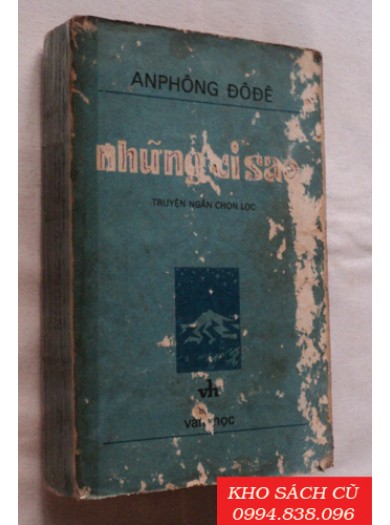 ANPHÔNG ĐÔĐÊ
những vì sao
TRUYỆN NGẮN CHỌN LỌC
vh
văn học
KHO SÁCH CŨ
0994.838.096